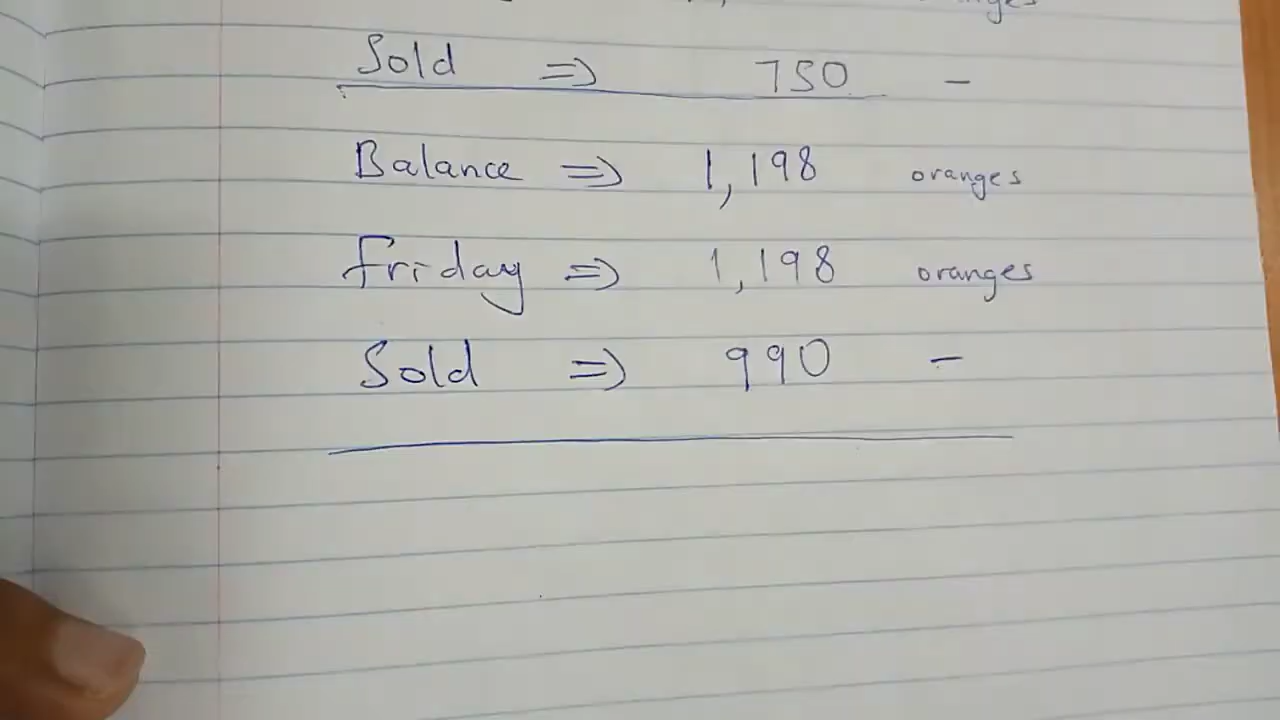 Sold => 750 -
Balance => 1,198 oranges
Friday => 1,198 oranges
Sold => 990 -